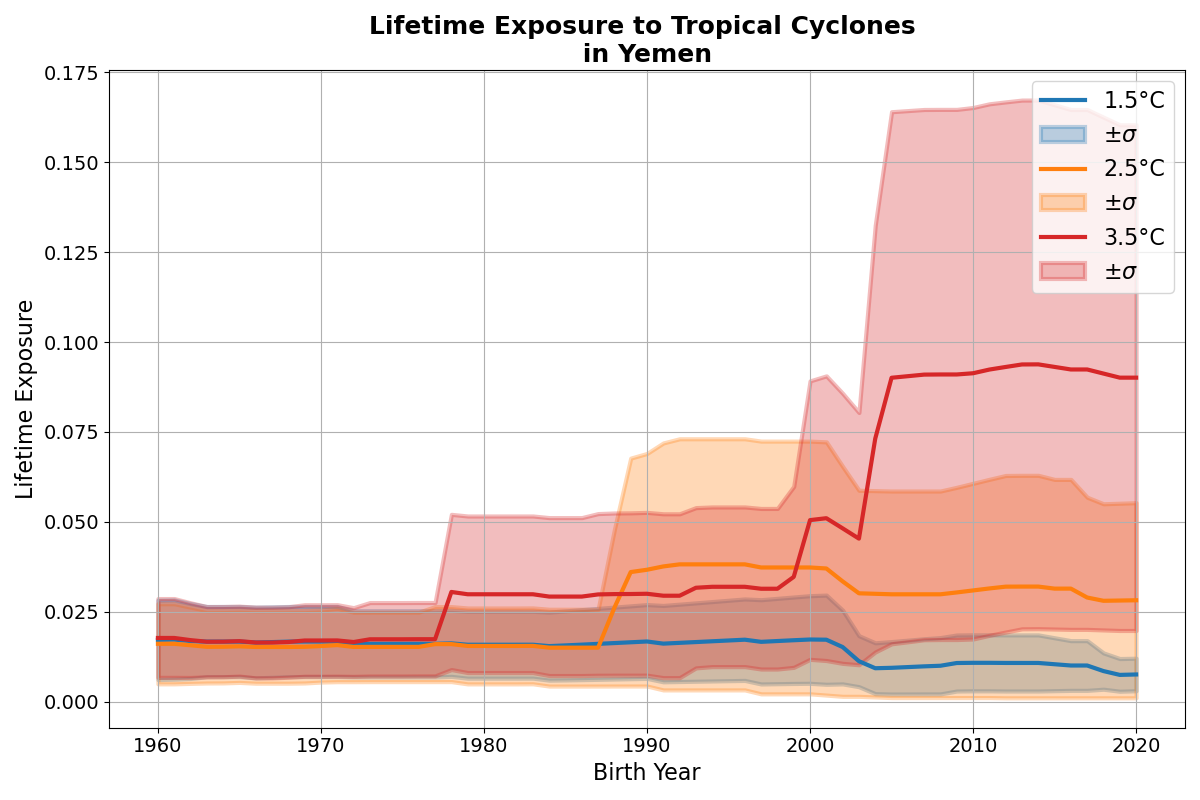 Lifetime Exposure to Tropical Cyclones
in Yemen
0.175
0.150
0.125
0.100
0.075
0.050
0.025
0.000
Lifetime Exposure
1960
1970
1980
1990
2000
2010
2020
Birth Year
1.5°C
±σ
2.5°C
±σ
3.5°C
±σ